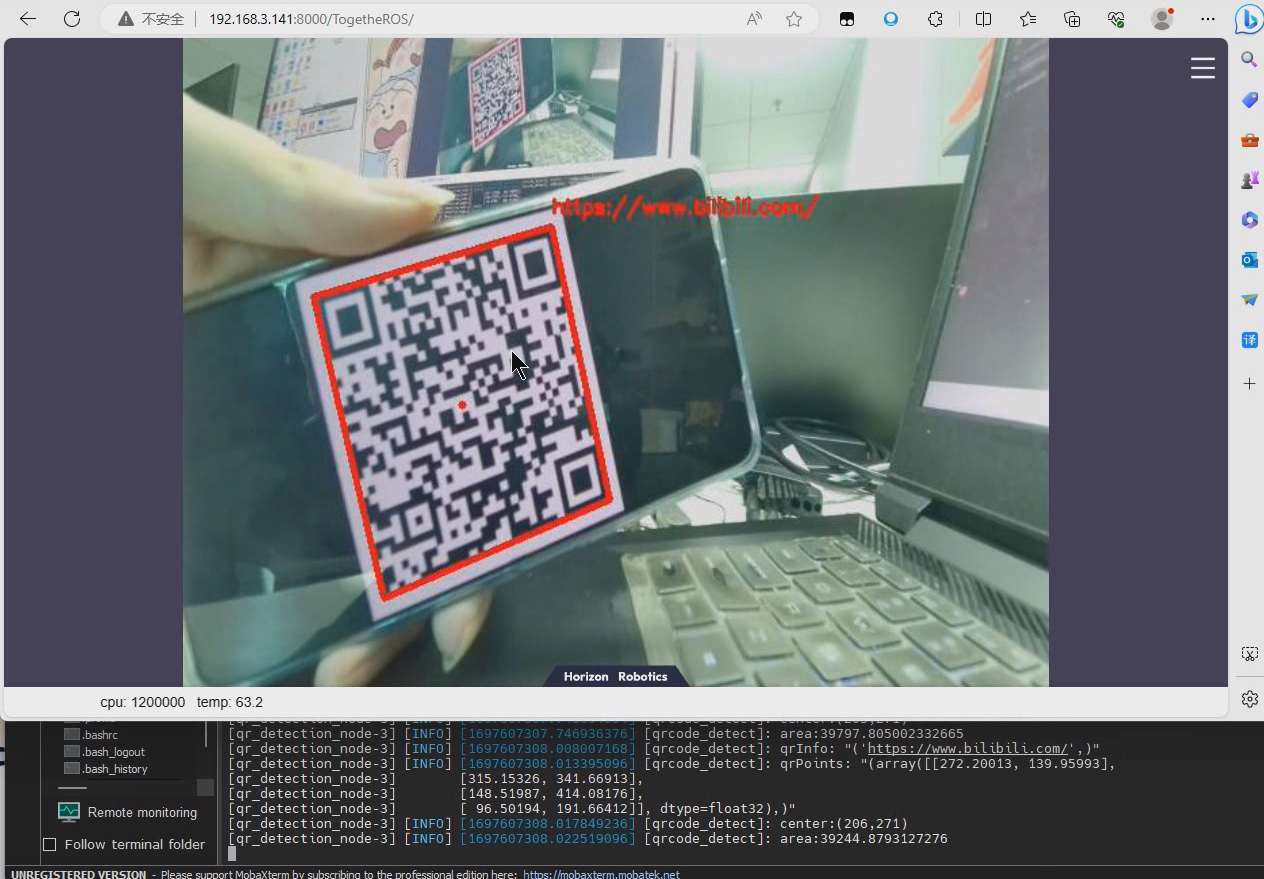 不安全 192.168.3.141:8000/TogetheROS/
https://www.bilibili.com/
Horizon Robotics
cpu: 1200000 temp: 63.2
.bashrc
.bash_logout
.bash_history
Remote monitoring
Follow terminal folder
[qr_detection_node-3] [INFO] [1697607307.746936376] [qrcode_detect]: area:39797.805002332665
[qr_detection_node-3] [INFO] [1697607308.008007168] [qrcode_detect]: qrInfo: "('https://www.bilibili.com/',)"
[qr_detection_node-3] [INFO] [1697607308.013395096] [qrcode_detect]: qrPoints: "(array([[272.20013, 139.95993],
[qr_detection_node-3] [315.15326, 341.66913],
[qr_detection_node-3] [148.51987, 414.08176],
[qr_detection_node-3] [ 96.50194, 191.66412]], dtype=float32),)"
[qr_detection_node-3] [INFO] [1697607308.017849236] [qrcode_detect]: center:(206,271)
[qr_detection_node-3] [INFO] [1697607308.022519096] [qrcode_detect]: area:39244.8793127276
UNREGISTERED VERSION - Please support MobaXterm by subscribing to the professional edition here: https://mobaxterm.mobatek.net